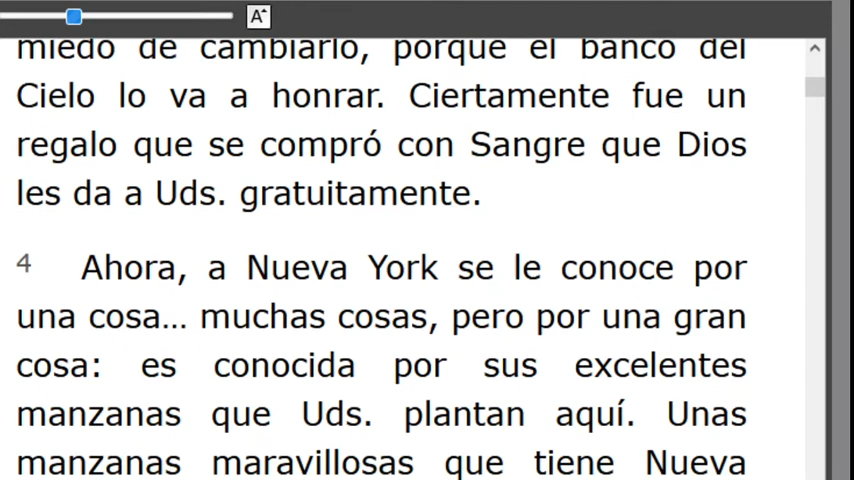 A
miedo de cambiarlo, porque el banco del
Cielo lo va a honrar. Ciertamente fue un
regalo que se compró con Sangre que Dios
les da a Uds. gratuitamente.
4 Ahora, a Nueva York se le conoce por
una cosa… muchas cosas, pero por una gran
cosa: es conocida por sus excelentes
manzanas que Uds. plantan aquí. Unas
manzanas maravillosas que tiene Nueva